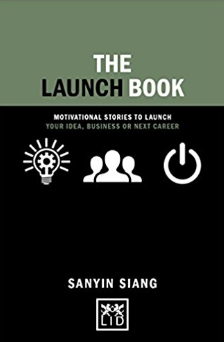 THE
LAUNCH BOOK
MOTIVATIONAL STORIES TO LAUNCH
YOUR IDEA, BUSINESS OR NEXT CAREER
SANYIN SIANG
LID